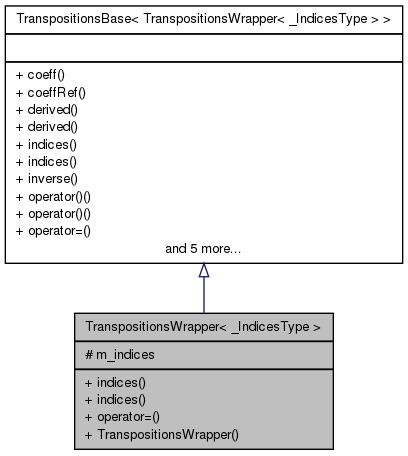 TranspositionsBase< TranspositionsWrapper< _IndicesType > >
+ coeff()
+ coeffRef()
+ derived()
+ derived()
+ indices()
+ indices()
+ inverse()
+ operator()()
+ operator()()
+ operator=()
and 5 more...
TranspositionsWrapper< _IndicesType >
# m_indices
+ indices()
+ indices()
+ operator=()
+ TranspositionsWrapper()